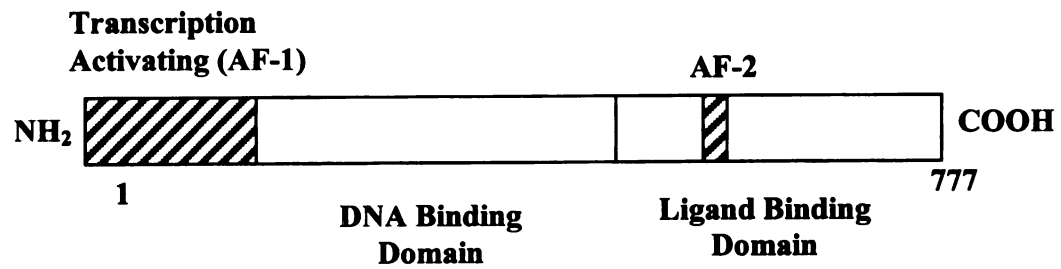 Transcription
Activating (AF-1)
AF-2
NH₂
COOH
1
777
DNA Binding
Domain
Ligand Binding
Domain